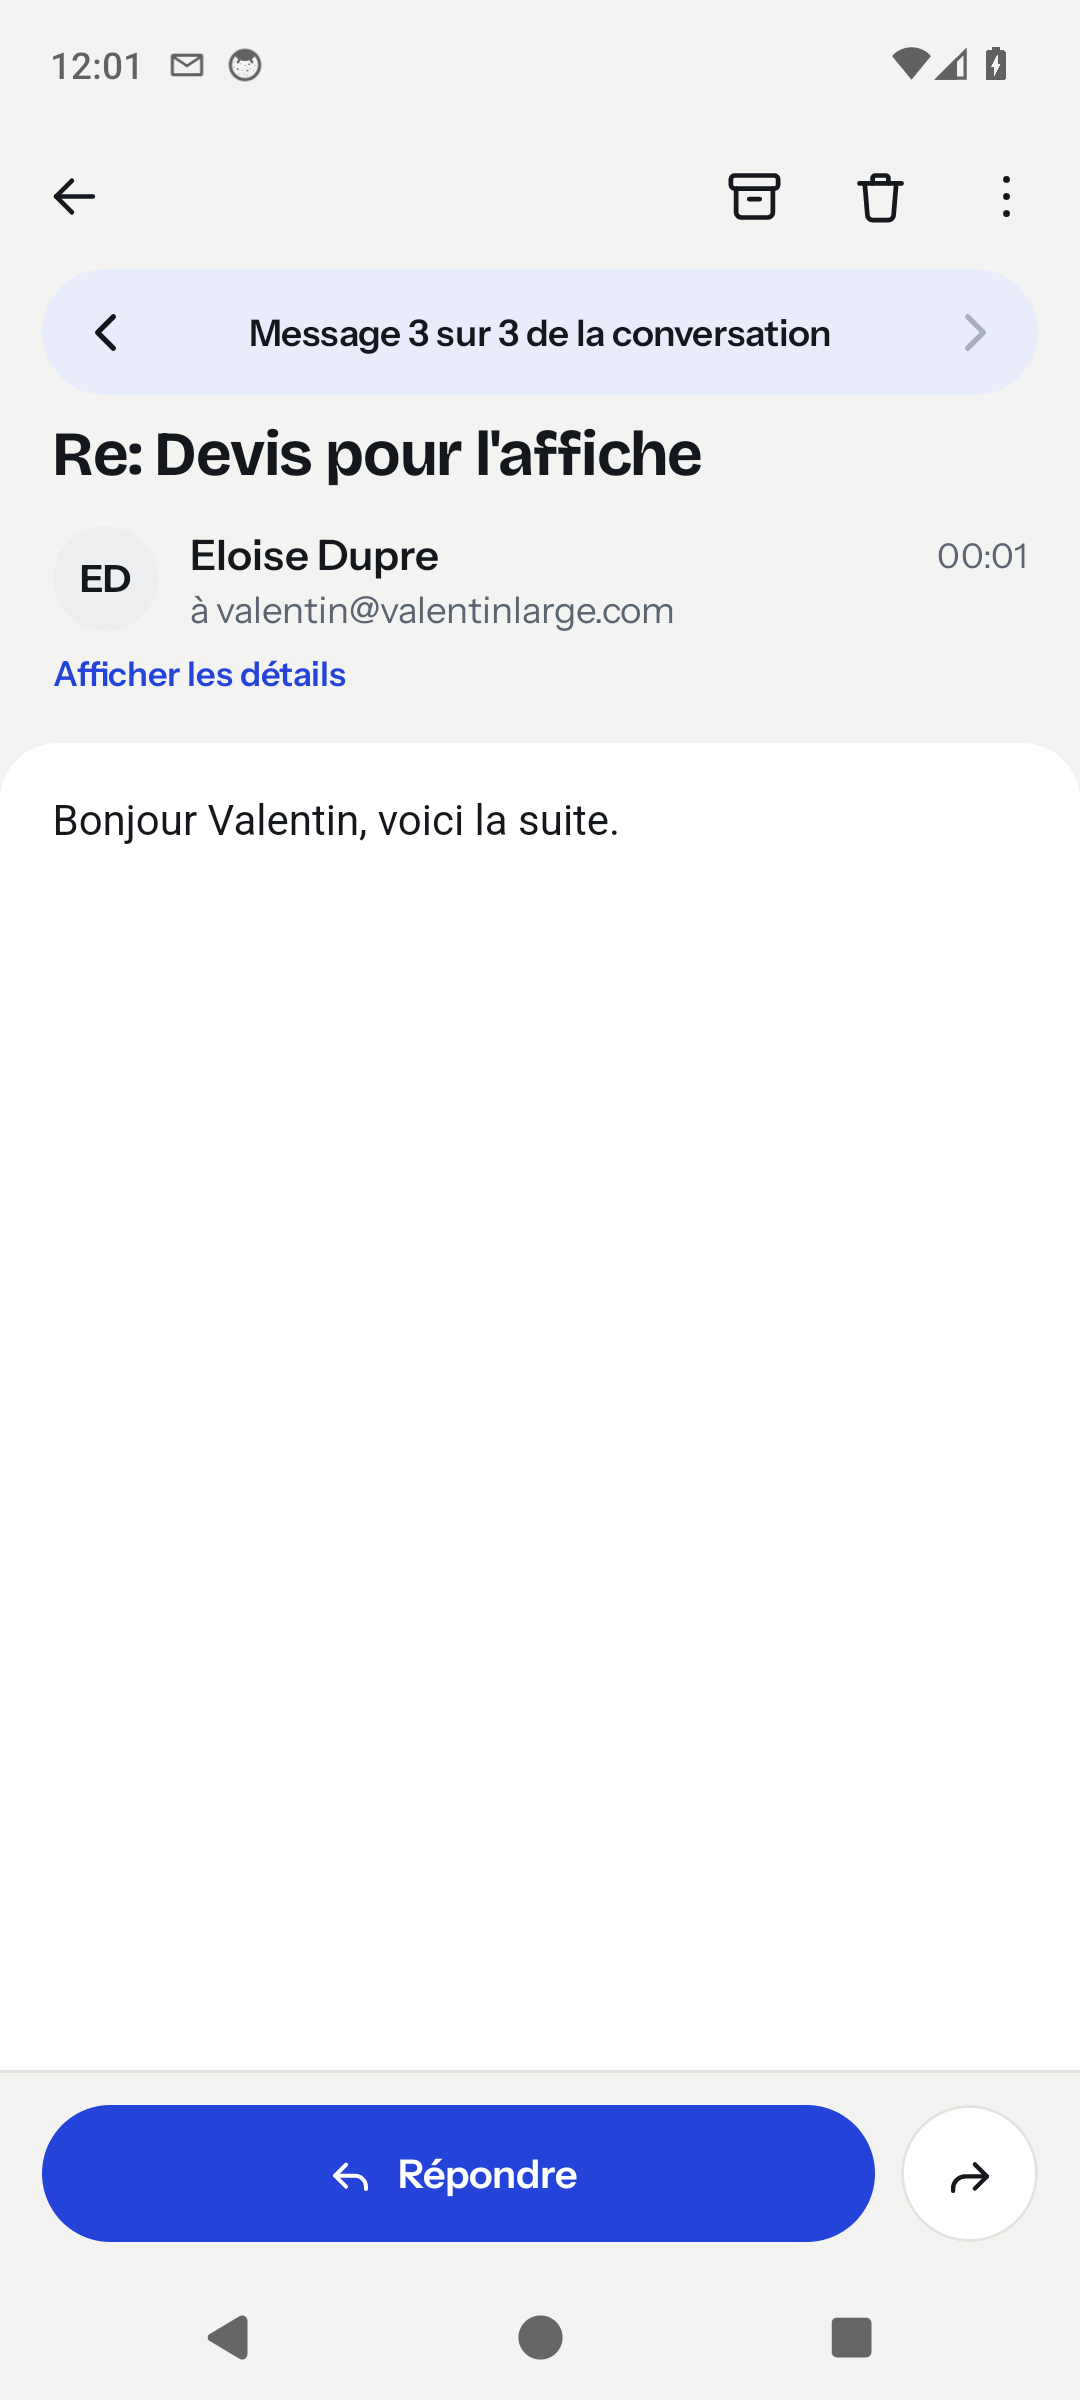 12:01
Message 3 sur 3 de la conversation
Re: Devis pour l'affiche
ED
Eloise Dupre
00:01
à valentin@valentinlarge.com
Afficher les détails
Bonjour Valentin, voici la suite.
Répondre